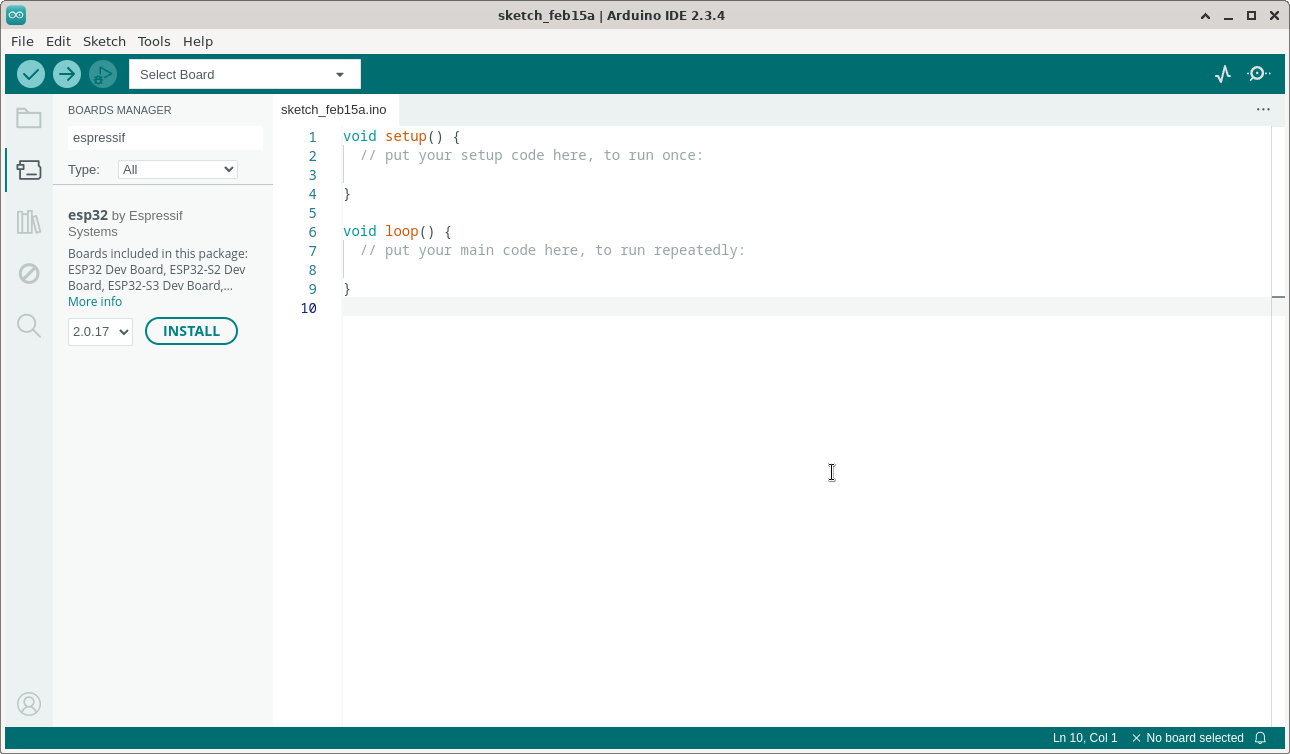 sketch_feb15a | Arduino IDE 2.3.4
File Edit Sketch Tools Help
Select Board
BOARDS MANAGER
espressif
Type: All
esp32 by Espressif
Systems
Boards included in this package:
ESP32 Dev Board, ESP32-S2 Dev
Board, ESP32-S3 Dev Board,...
More info
2.0.17 INSTALL
sketch_feb15a.ino
1 void setup() {
2 // put your setup code here, to run once:
3
4 }
5
6 void loop() {
7 // put your main code here, to run repeatedly:
8
9 }
10
Ln 10, Col 1 No board selected